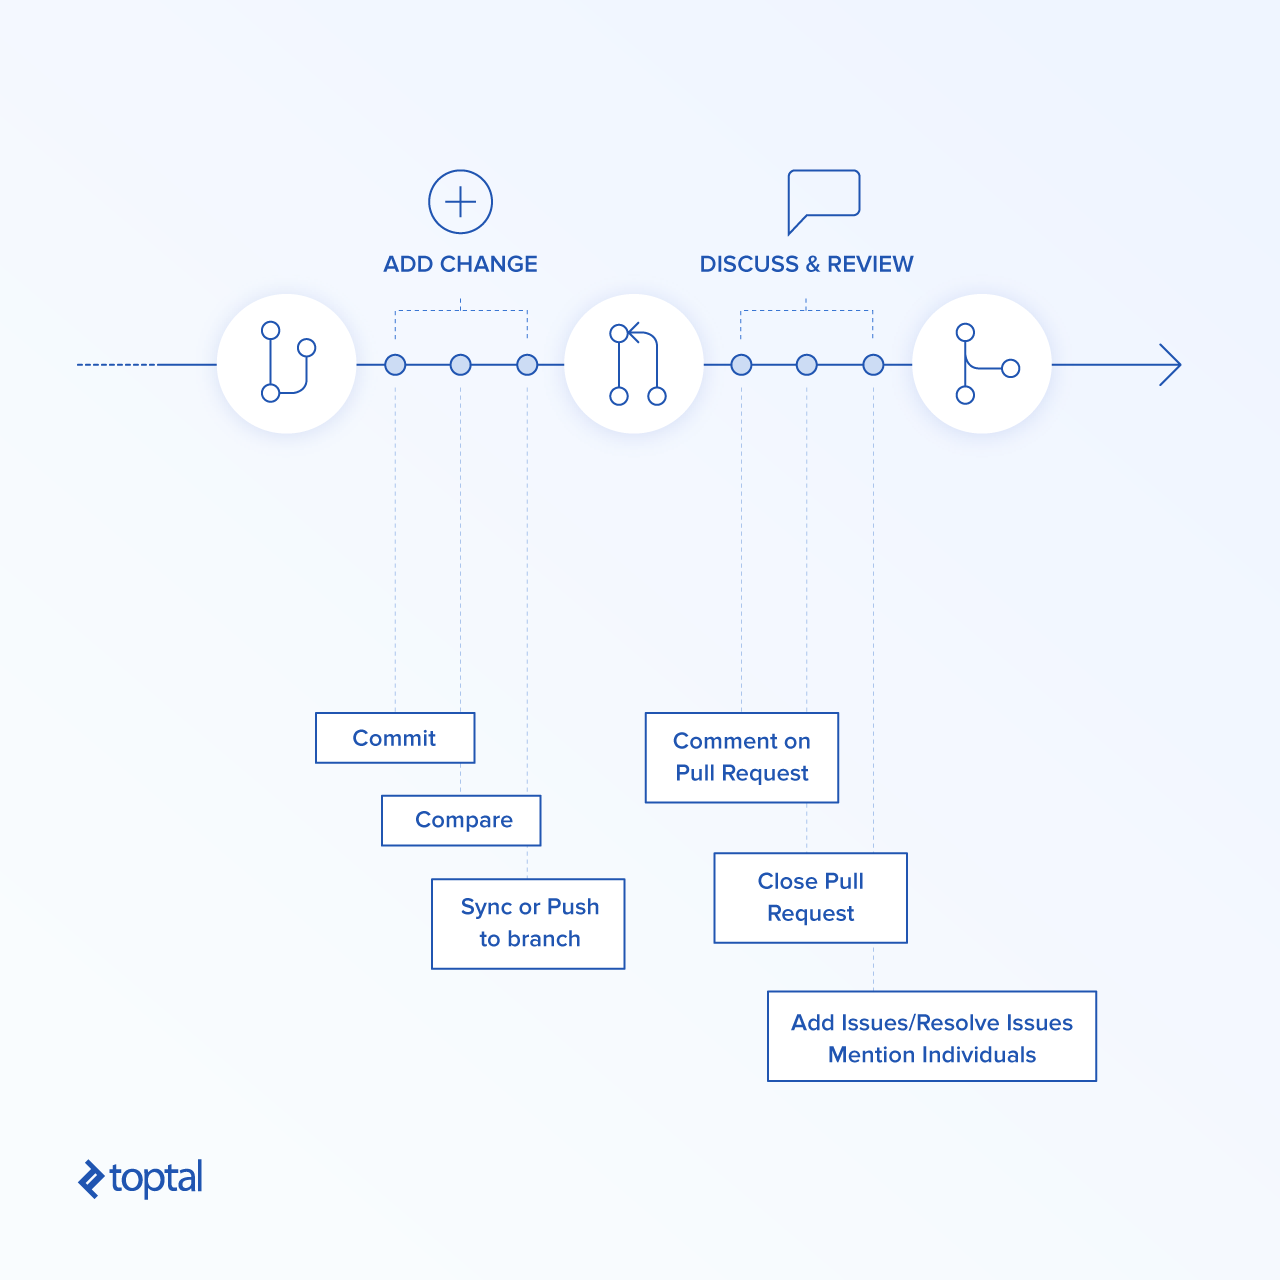 ADD CHANGE
DISCUSS & REVIEW
Commit
Compare
Sync or Push
to branch
Comment on
Pull Request
Close Pull
Request
Add Issues/Resolve Issues
Mention Individuals
toptal